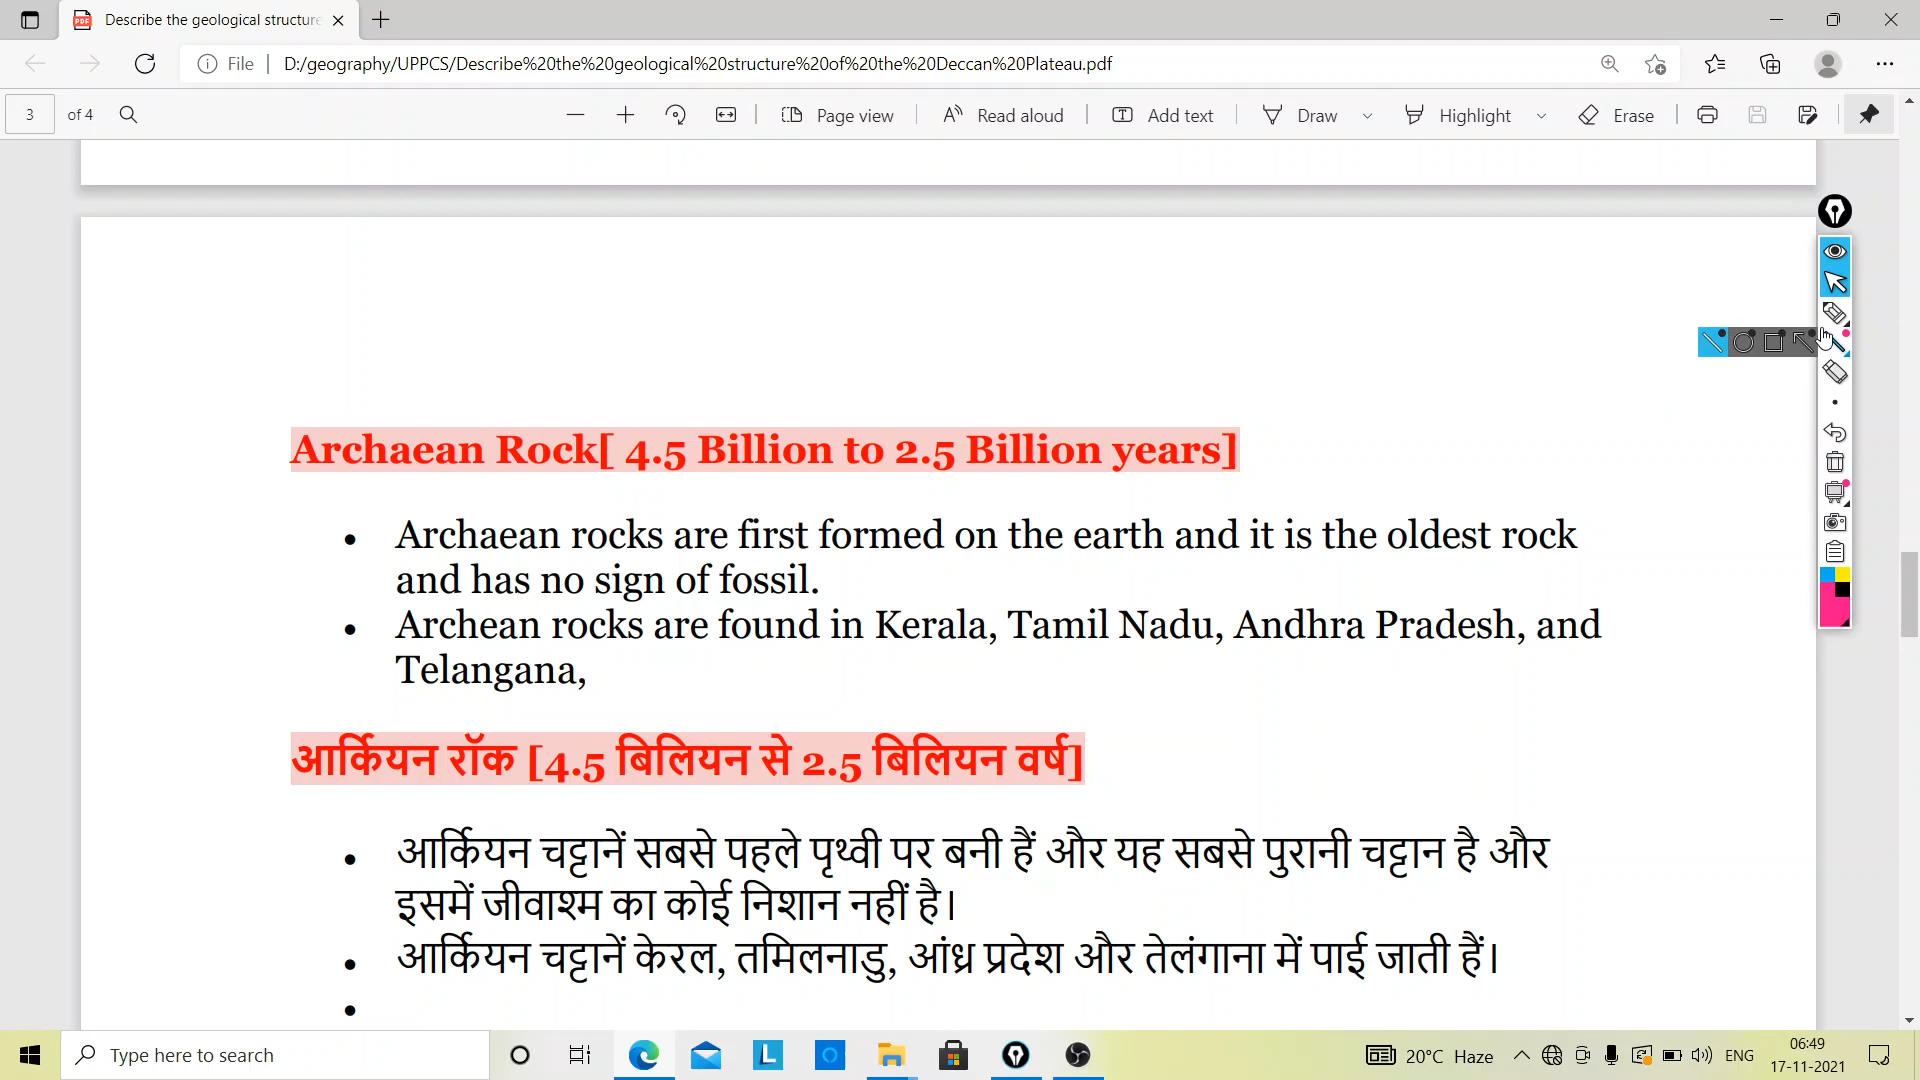 Describe the geological structure
File
D:/geography/UPPCS/Describe%20the%20geological%20structure%20of%20the%20Deccan%20Plateau.pdf
3 of 4
Page view
Read aloud
Add text
Draw
Highlight
Erase
Archaean Rock[ 4.5 Billion to 2.5 Billion years]
• Archaean rocks are first formed on the earth and it is the oldest rock
and has no sign of fossil.
• Archean rocks are found in Kerala, Tamil Nadu, Andhra Pradesh, and
Telangana,
आर्कियन रॉक [4.5 बिलियन से 2.5 बिलियन वर्ष]
• आर्कियन चट्टानें सबसे पहले पृथ्वी पर बनी हैं और यह सबसे पुरानी चट्टान है और
इसमें जीवाश्म का कोई निशान नहीं है।
• आर्कियन चट्टानें केरल, तमिलनाडु, आंध्र प्रदेश और तेलंगाना में पाई जाती हैं।
•
Type here to search
L
20°C Haze
ENG
06:49
17-11-2021